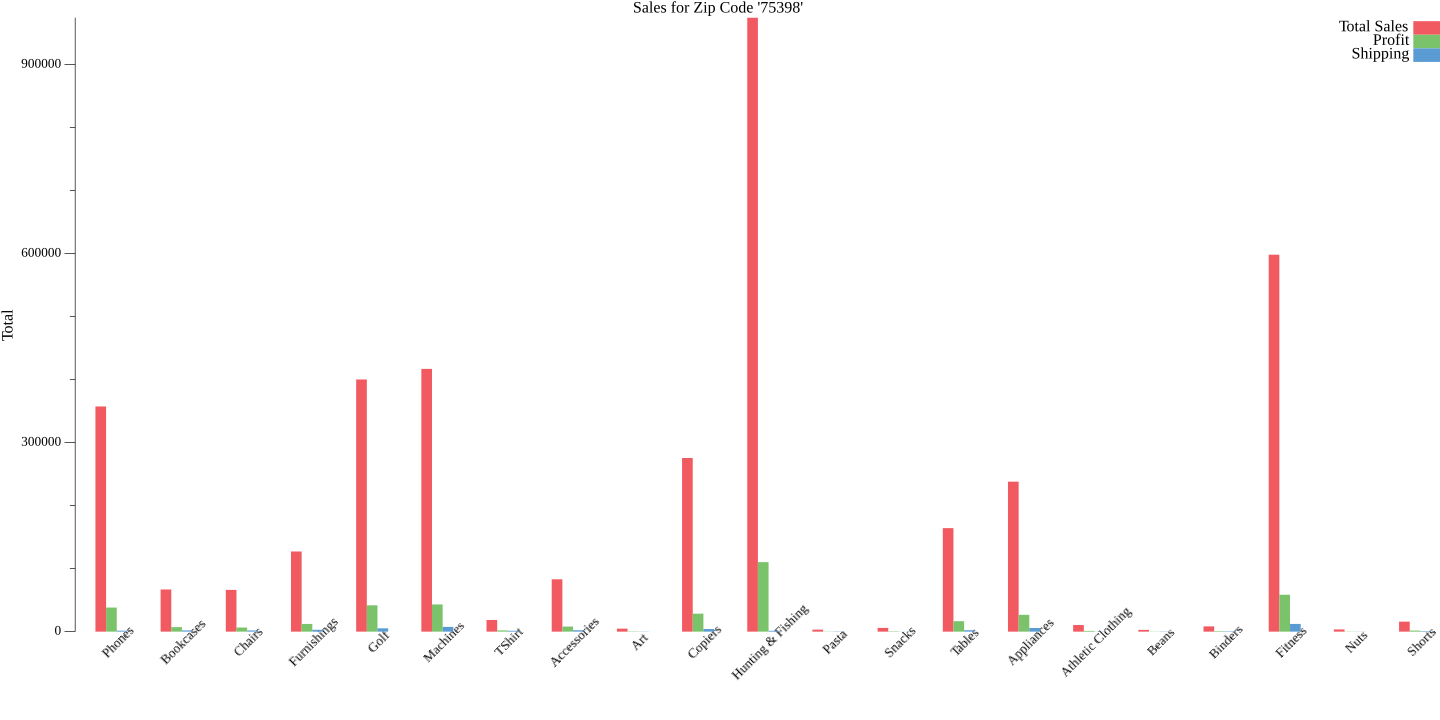 Sales for Zip Code '75398'
Total Sales
Profit
Shipping
900000
600000
300000
0
Total
Phones
Bookcases
Chairs
Furnishings
Golf
Machines
TShirt
Accessories
Art
Copiers
Hunting & Fishing
Pasta
Snacks
Tables
Appliances
Athletic Clothing
Beans
Binders
Fitness
Nuts
Shorts